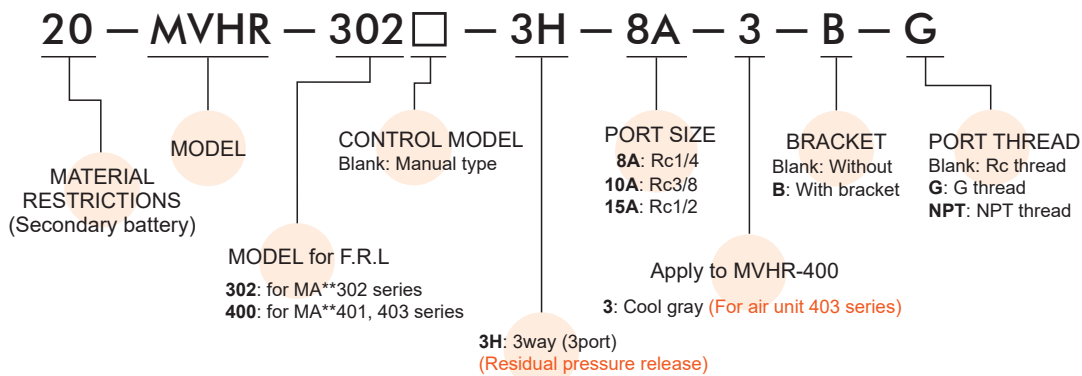 20 — MVHR — 302□ — 3H — 8A — 3 — B — G
MATERIAL
RESTRICTIONS
(Secondary battery)
MODEL
MODEL for F.R.L
302: for MA**302 series
400: for MA**401, 403 series
CONTROL MODEL
Blank: Manual type
3H: 3way (3port)
(Residual pressure release)
PORT SIZE
8A: Rc1/4
10A: Rc3/8
15A: Rc1/2
Apply to MVHR-400
3: Cool gray (For air unit 403 series)
BRACKET
Blank: Without
B: With bracket
PORT THREAD
Blank: Rc thread
G: G thread
NPT: NPT thread